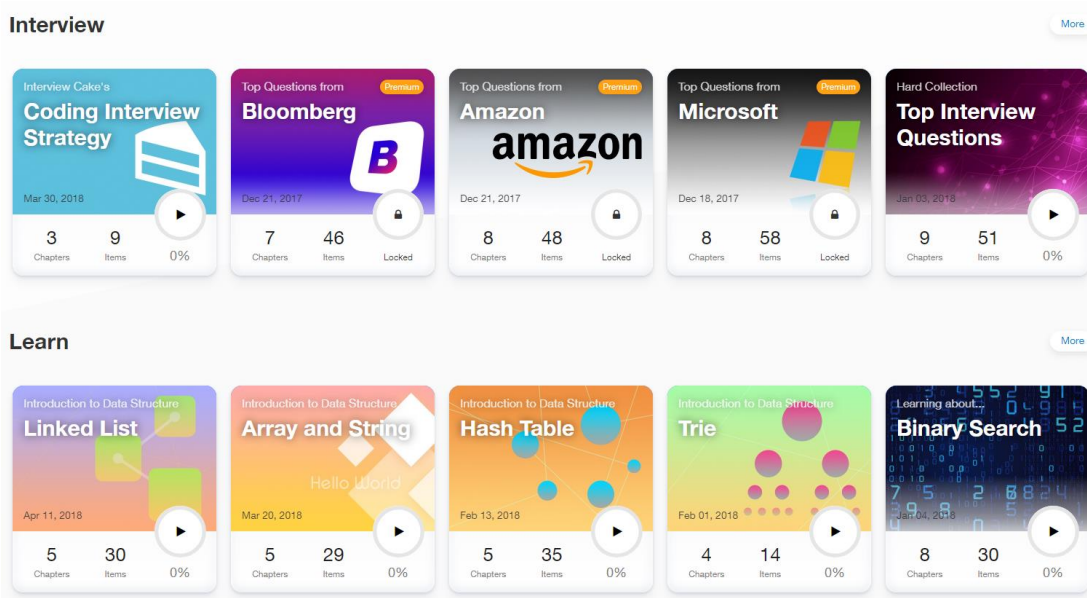 Interview
More
Interview Cake's
Coding Interview
Strategy
Mar 30, 2018
3
9
Chapters
Items
0%
Top Questions from
Premium
Bloomberg
B
Dec 21, 2017
7
46
Chapters
Items
Locked
Top Questions from
Premium
Amazon
amazon
Dec 21, 2017
8
48
Chapters
Items
Locked
Top Questions from
Premium
Microsoft
Dec 18, 2017
8
58
Chapters
Items
Locked
Hard Collection
Top Interview
Questions
Jan 03, 2018
9
51
Chapters
Items
0%
Learn
More
Introduction to Data Structure
Linked List
Apr 11, 2018
5
30
Chapters
Items
0%
Introduction to Data Structure
Array and String
Hello World
Mar 20, 2018
5
29
Chapters
Items
0%
Introduction to Data Structure
Hash Table
Feb 13, 2018
5
35
Chapters
Items
0%
Introduction to Data Structure
Trie
Feb 01, 2018
4
14
Chapters
Items
0%
Learning about...
Binary Search
Jan 04, 2018
8
30
Chapters
Items
0%